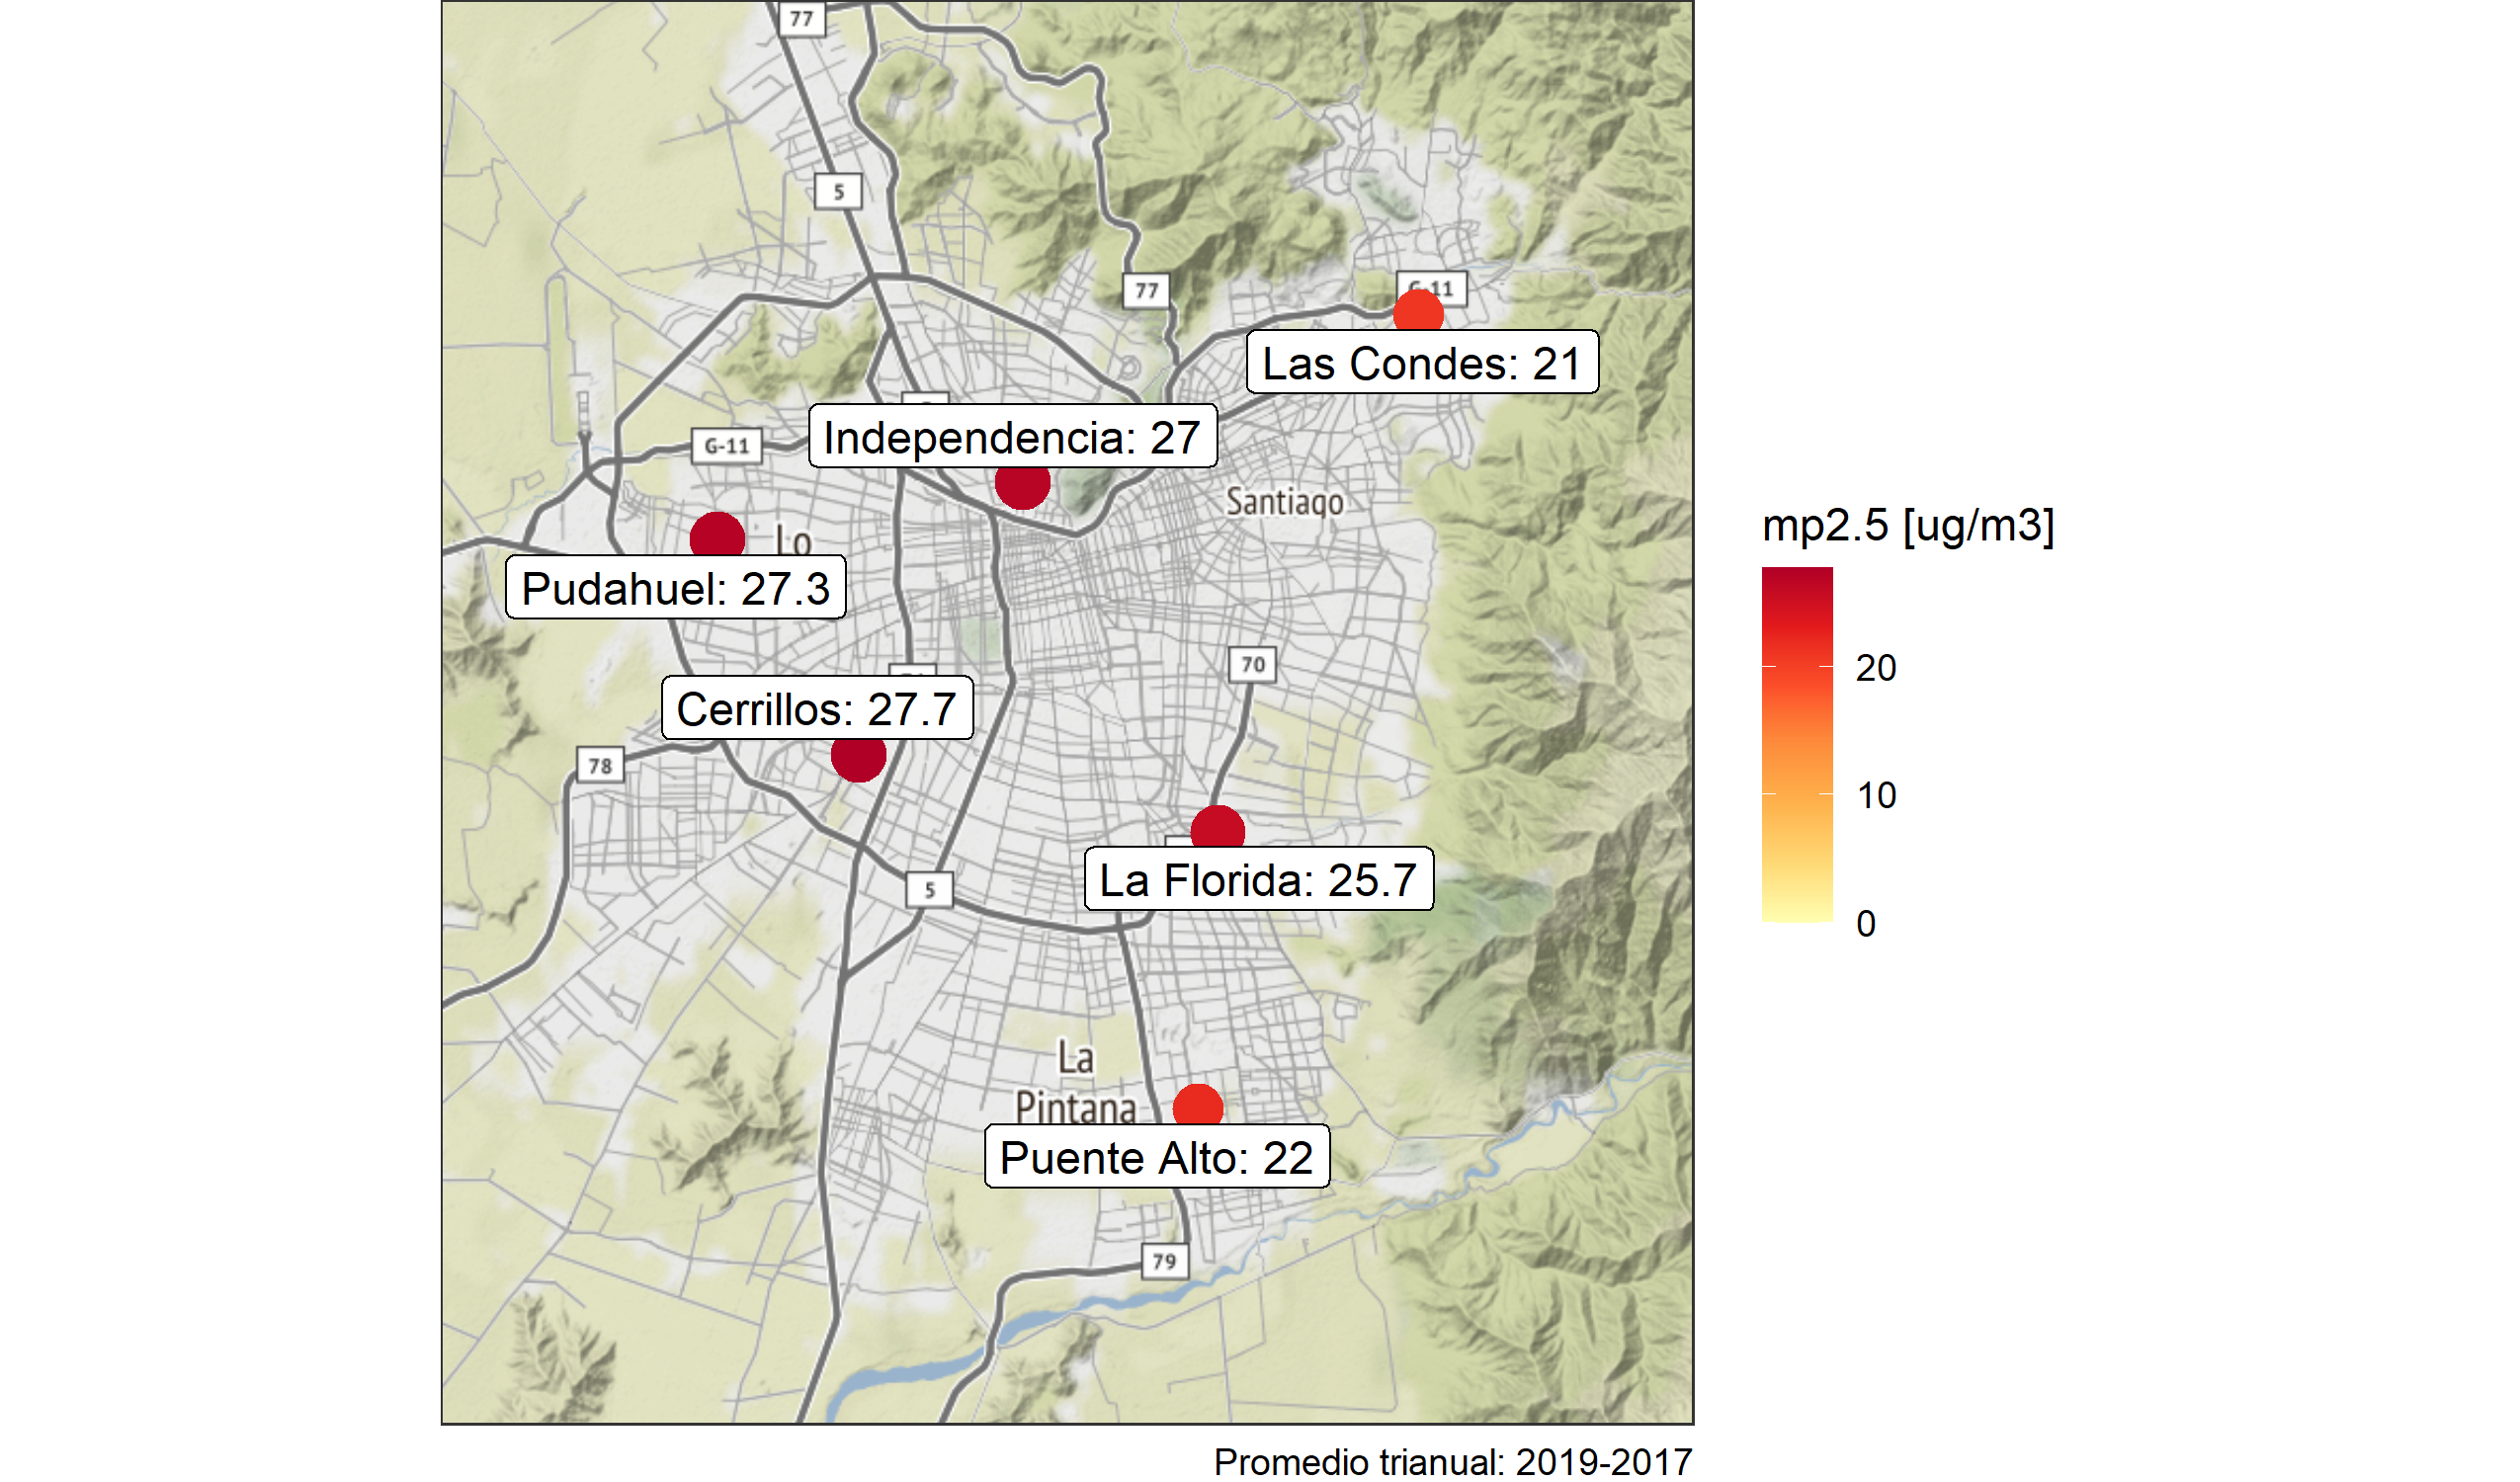 77
5
77
G-11
Las Condes: 21
Independencia: 27
G-11
Santiago
Lo
Pudahuel: 27.3
70
Cerrillos: 27.7
78
La Florida: 25.7
5
La
Pintana
Puente Alto: 22
79
mp2.5 [ug/m3]
20
10
0
Promedio trianual: 2019-2017